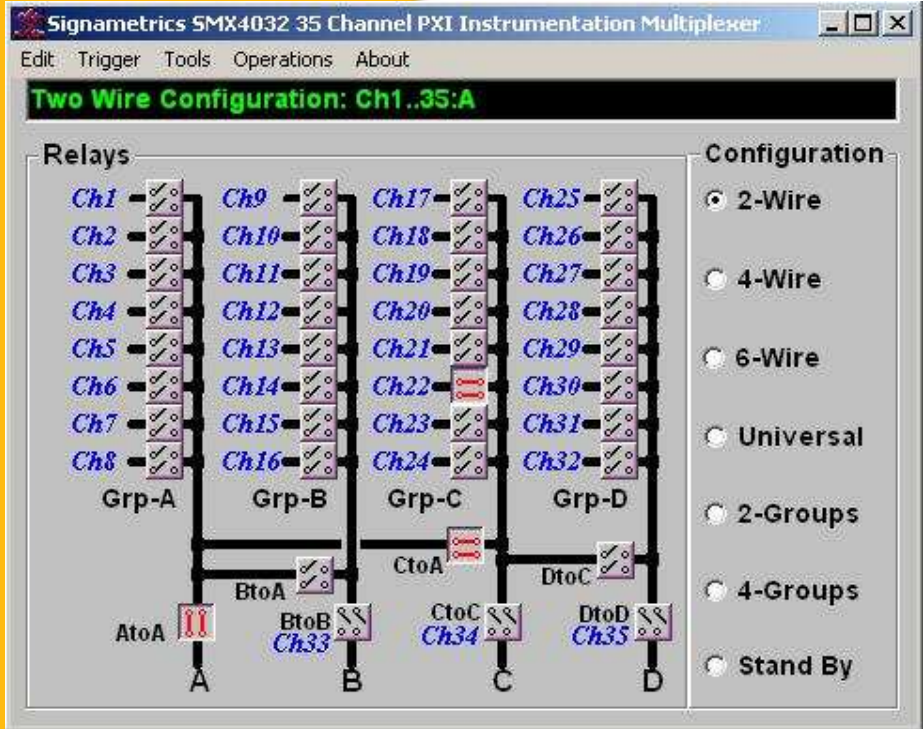 Signametrics SMX4032 35 Channel PXI Instrumentation Multiplexer
Edit Trigger Tools Operations About
Two Wire Configuration: Ch1..35:A
Relays
Configuration
Ch1 Ch9 Ch17 Ch25
2-Wire
Ch2 Ch10 Ch18 Ch26
Ch3 Ch11 Ch19 Ch27
4-Wire
Ch4 Ch12 Ch20 Ch28
Ch5 Ch13 Ch21 Ch29
6-Wire
Ch6 Ch14 Ch22 Ch30
Ch7 Ch15 Ch23 Ch31
Universal
Ch8 Ch16 Ch24 Ch32
Grp-A Grp-B Grp-C Grp-D
2-Groups
CtoA
DtoC
BtoA
4-Groups
AtoA
BtoB
Ch33
CtoC
Ch34
DtoD
Ch35
Stand By
A B C D